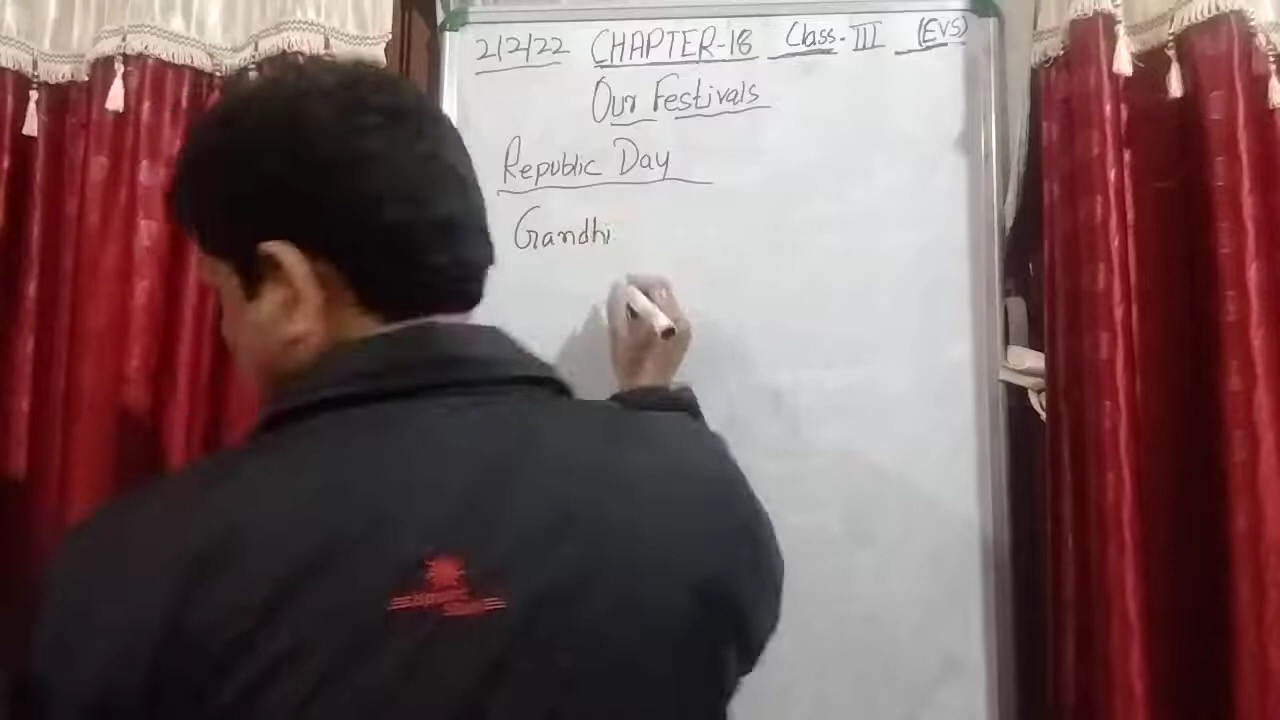 2/2/22 CHAPTER-18 Class-III (EVS)
Our Festivals
Republic Day
Gandhi